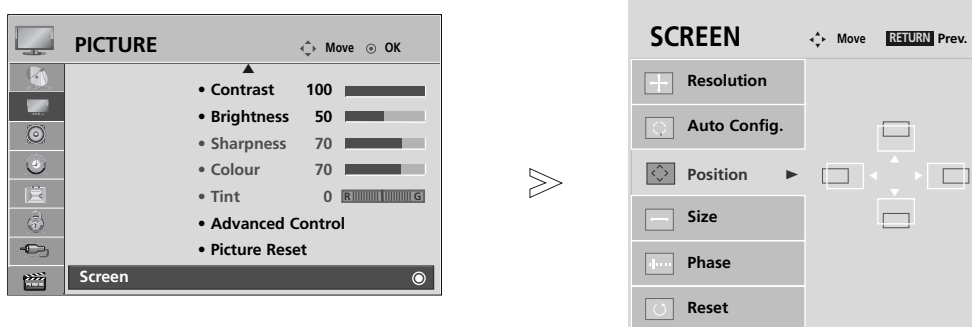 PICTURE Move OK
• Contrast 100
• Brightness 50
• Sharpness 70
• Colour 70
• Tint 0 R G
• Advanced Control
• Picture Reset
Screen
SCREEN Move RETURN Prev.
Resolution
Auto Config.
Position
Size
Phase
Reset